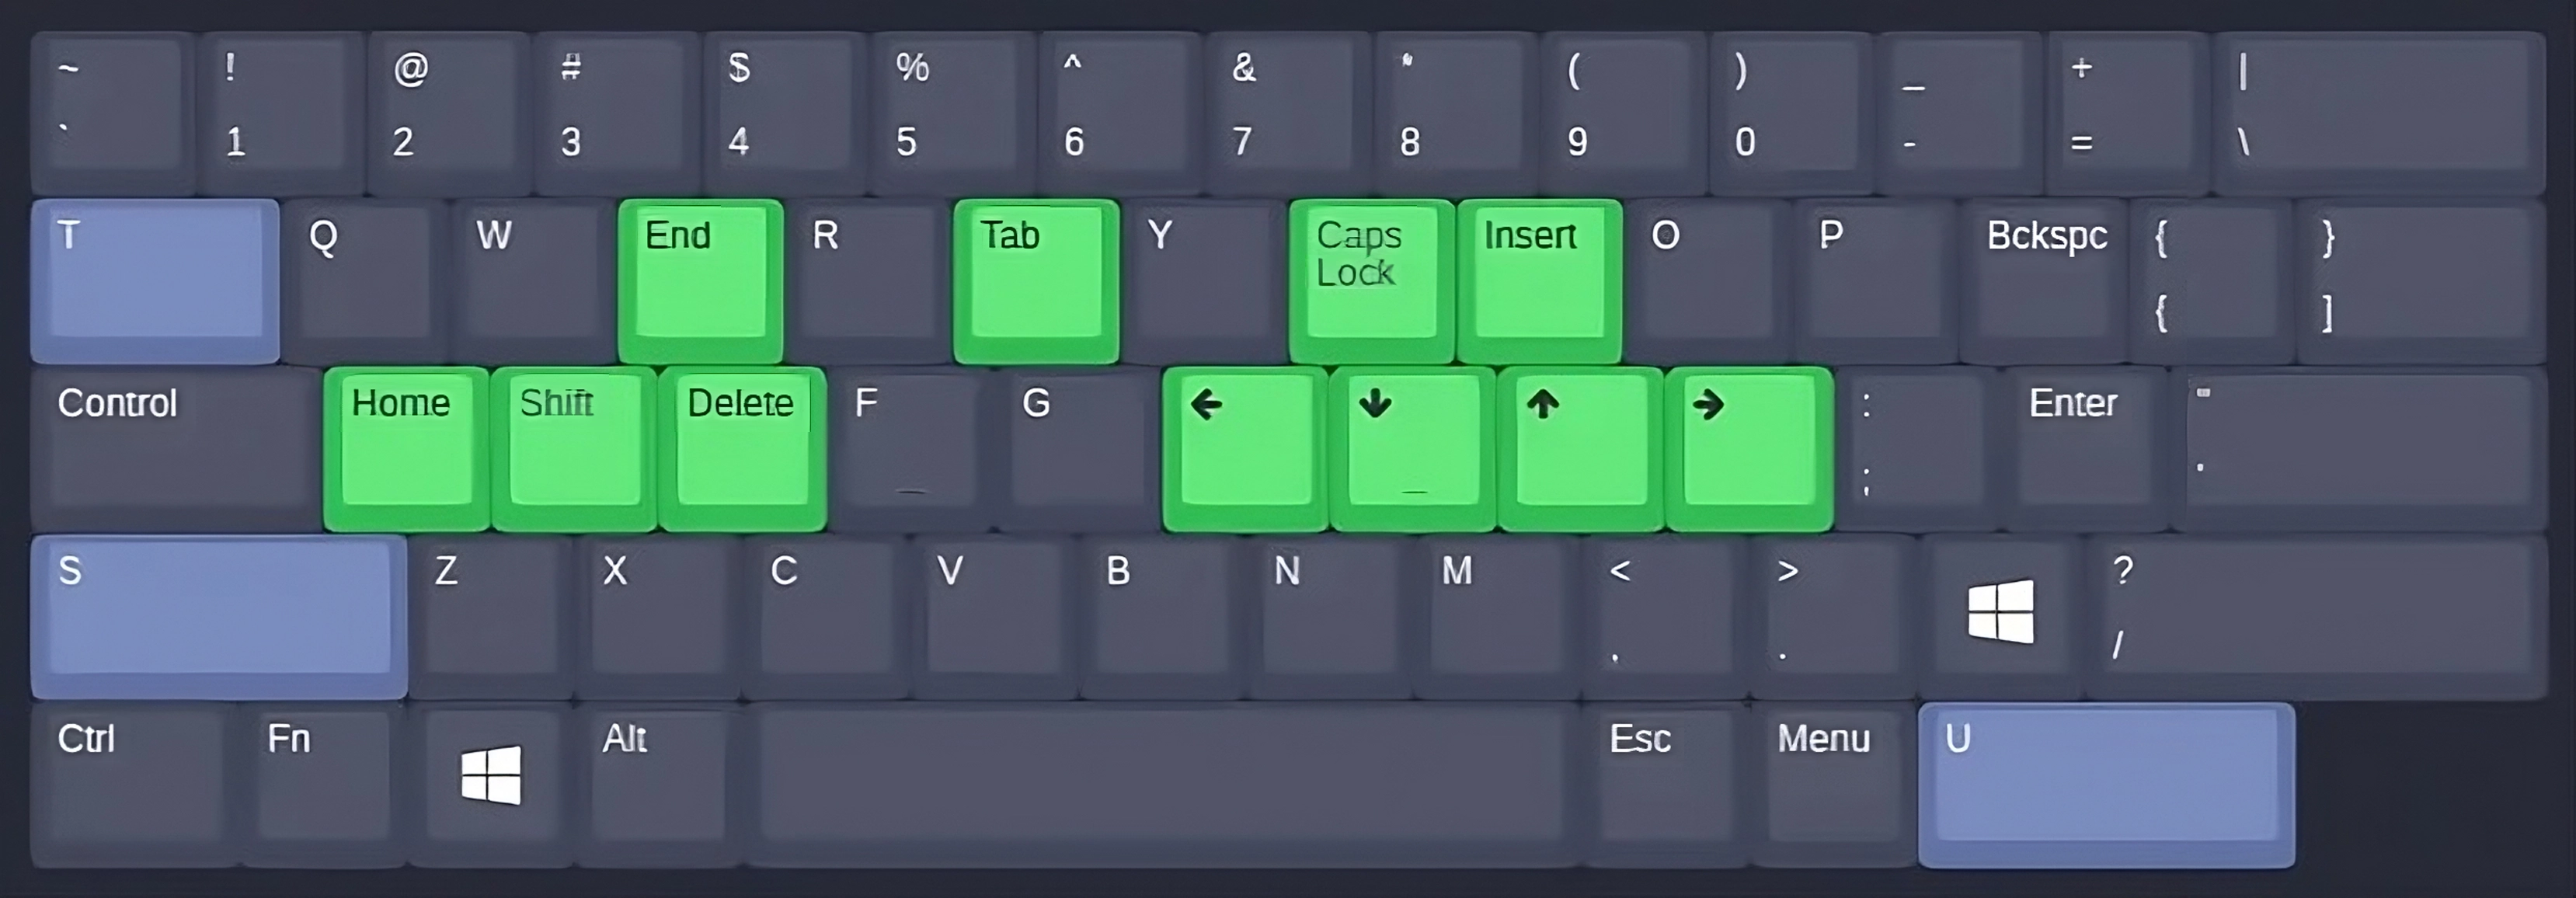 ~ ! @ # $ % ^ & * ( ) _ + |
` 1 2 3 4 5 6 7 8 9 0 - = \
T Q W End R Tab Y Caps Insert O P Bckspc { }
Lock { ]
Control Home Shift Delete F G ← ↓ ↑ → : Enter "
_ _ ; '
S Z X C V B N M < > ?
, . /
Ctrl Fn Alt Esc Menu U